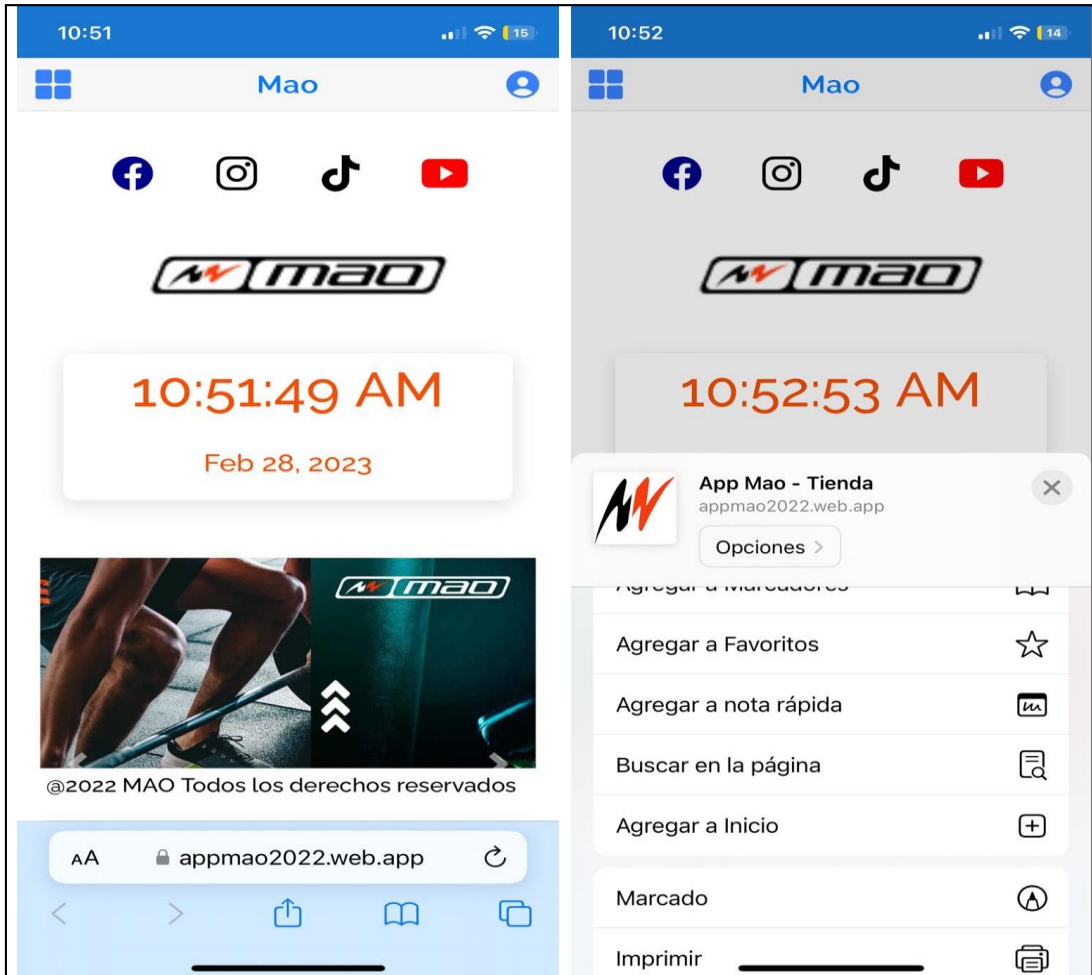 10:51
15
Mao
mao
10:51:49 AM
Feb 28, 2023
mao
@2022 MAO Todos los derechos reservados
AA
appmao2022.web.app
10:52
14
Mao
mao
10:52:53 AM
App Mao - Tienda
appmao2022.web.app
Opciones
Agregar a Marcadores
Agregar a Favoritos
Agregar a nota rápida
Buscar en la página
Agregar a Inicio
Marcado
Imprimir